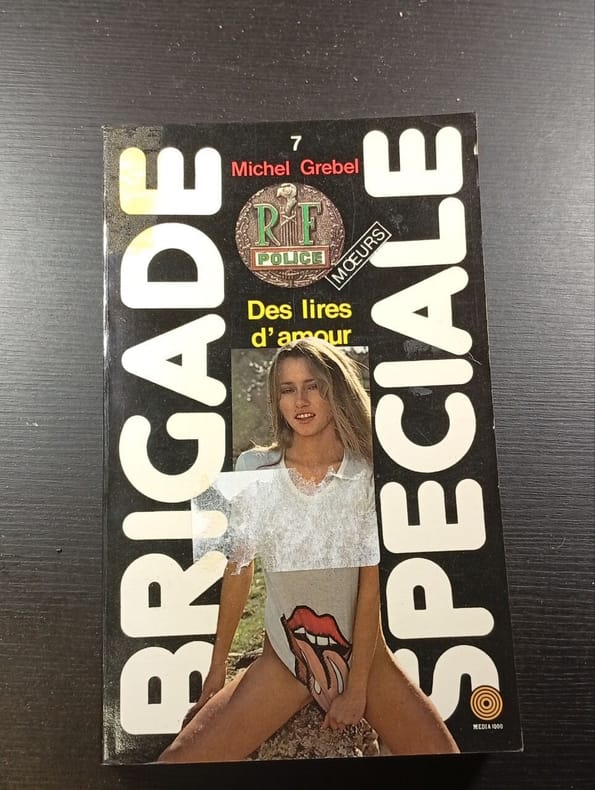 7
Michel Grebel
RF
POLICE
MŒURS
Des lires
d'amour
BRIGADE
SPECIALE
MEDIA 1000